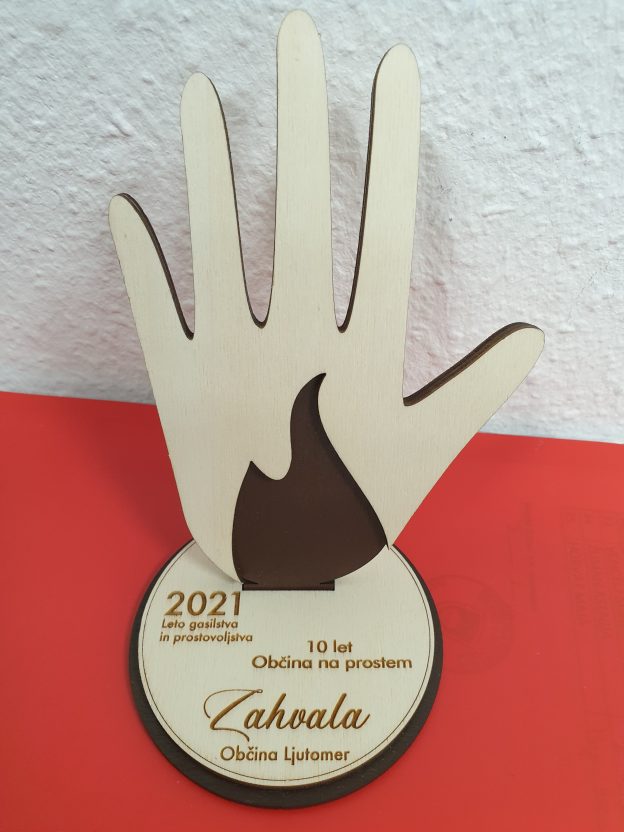 2021
Leto gasilstva
in prostovoljstva
10 let
Občina na prostem
Zahvala
Občina Ljutomer